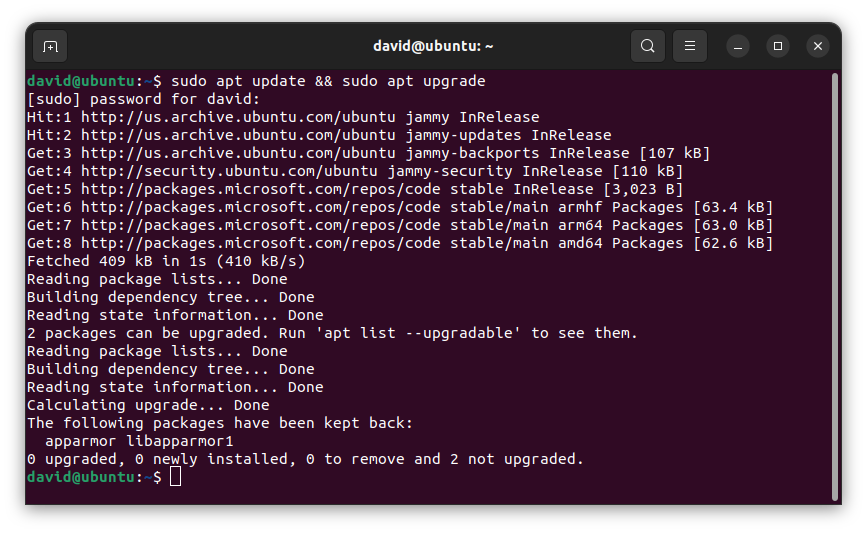 david@ubuntu: ~
david@ubuntu:~$ sudo apt update && sudo apt upgrade
[sudo] password for david:
Hit:1 http://us.archive.ubuntu.com/ubuntu jammy InRelease
Hit:2 http://us.archive.ubuntu.com/ubuntu jammy-updates InRelease
Get:3 http://us.archive.ubuntu.com/ubuntu jammy-backports InRelease [107 kB]
Get:4 http://security.ubuntu.com/ubuntu jammy-security InRelease [110 kB]
Get:5 http://packages.microsoft.com/repos/code stable InRelease [3,023 B]
Get:6 http://packages.microsoft.com/repos/code stable/main armhf Packages [63.4 kB]
Get:7 http://packages.microsoft.com/repos/code stable/main arm64 Packages [63.0 kB]
Get:8 http://packages.microsoft.com/repos/code stable/main amd64 Packages [62.6 kB]
Fetched 409 kB in 1s (410 kB/s)
Reading package lists... Done
Building dependency tree... Done
Reading state information... Done
2 packages can be upgraded. Run 'apt list --upgradable' to see them.
Reading package lists... Done
Building dependency tree... Done
Reading state information... Done
Calculating upgrade... Done
The following packages have been kept back:
  apparmor libapparmor1
0 upgraded, 0 newly installed, 0 to remove and 2 not upgraded.
david@ubuntu:~$